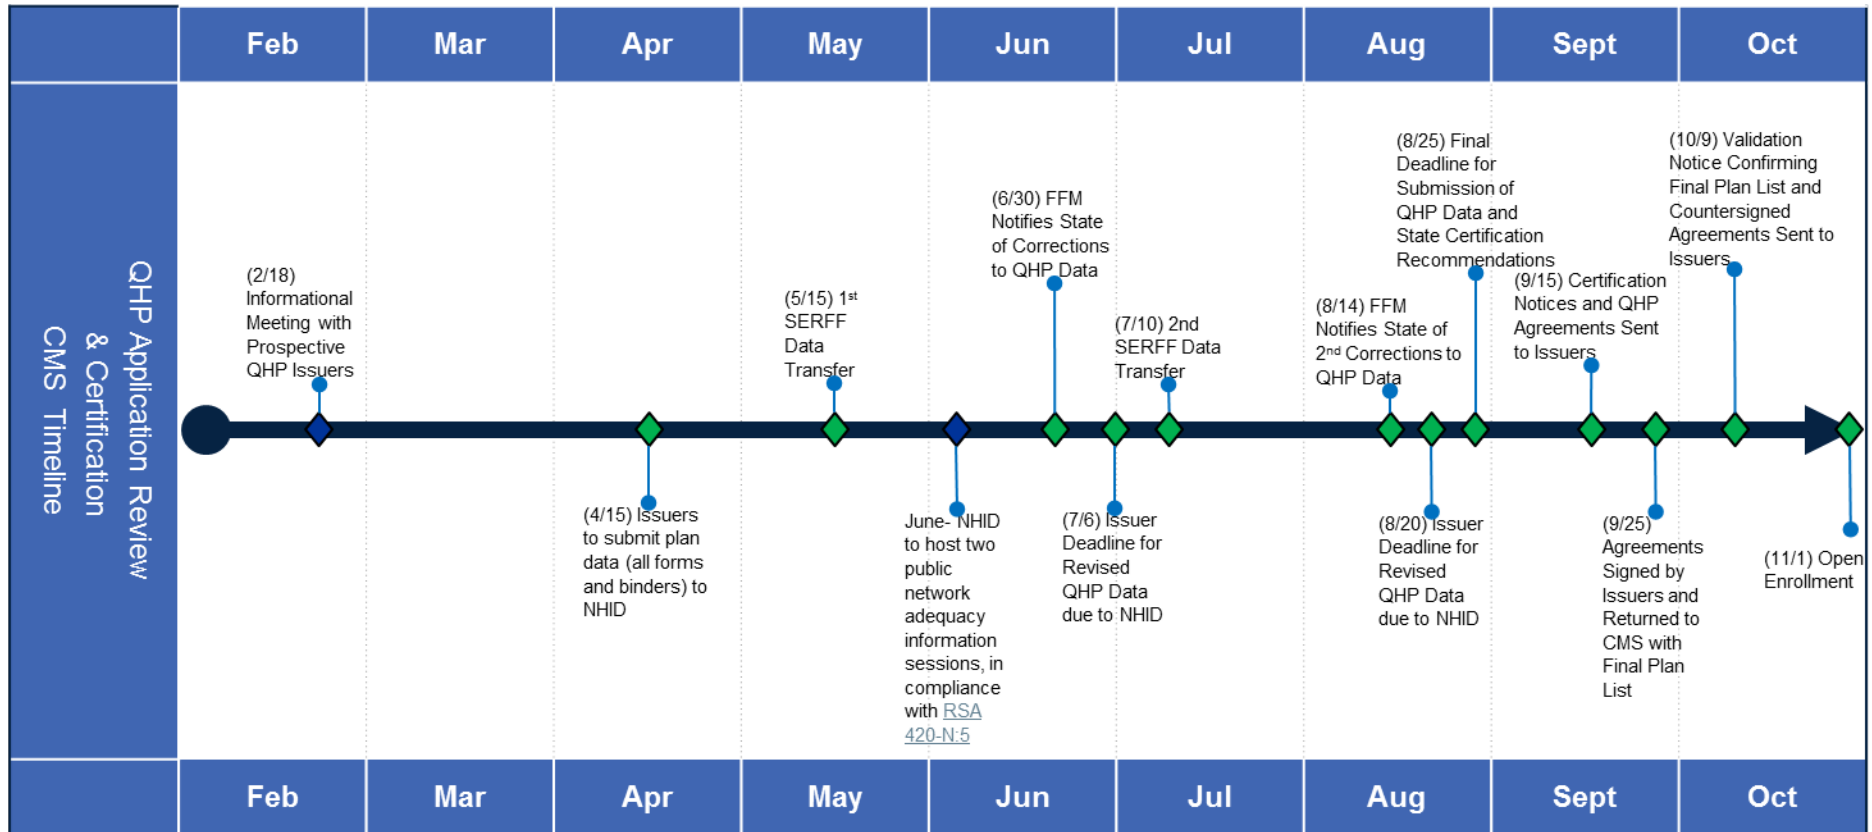 Feb
Mar
Apr
May
Jun
Jul
Aug
Sept
Oct
QHP Application Review
& Certification
CMS Timeline
(2/18)
Informational
Meeting with
Prospective
QHP Issuers
(4/15) Issuers
to submit plan
data (all forms
and binders) to
NHID
(5/15) 1st
SERFF
Data
Transfer
June- NHID
to host two
public
network
adequacy
information
sessions, in
compliance
with RSA
420-N:5
(6/30) FFM
Notifies State
of Corrections
to QHP Data
(7/6) Issuer
Deadline for
Revised
QHP Data
due to NHID
(7/10) 2nd
SERFF Data
Transfer
(8/14) FFM
Notifies State of
2nd Corrections to
QHP Data
(8/20) Issuer
Deadline for
Revised
QHP Data
due to NHID
(8/25) Final
Deadline for
Submission of
QHP Data and
State Certification
Recommendations
(9/15) Certification
Notices and QHP
Agreements Sent
to Issuers
(9/25)
Agreements
Signed by
Issuers and
Returned to
CMS with
Final Plan
List
(10/9) Validation
Notice Confirming
Final Plan List and
Countersigned
Agreements Sent to
Issuers
(11/1) Open
Enrollment
Feb
Mar
Apr
May
Jun
Jul
Aug
Sept
Oct